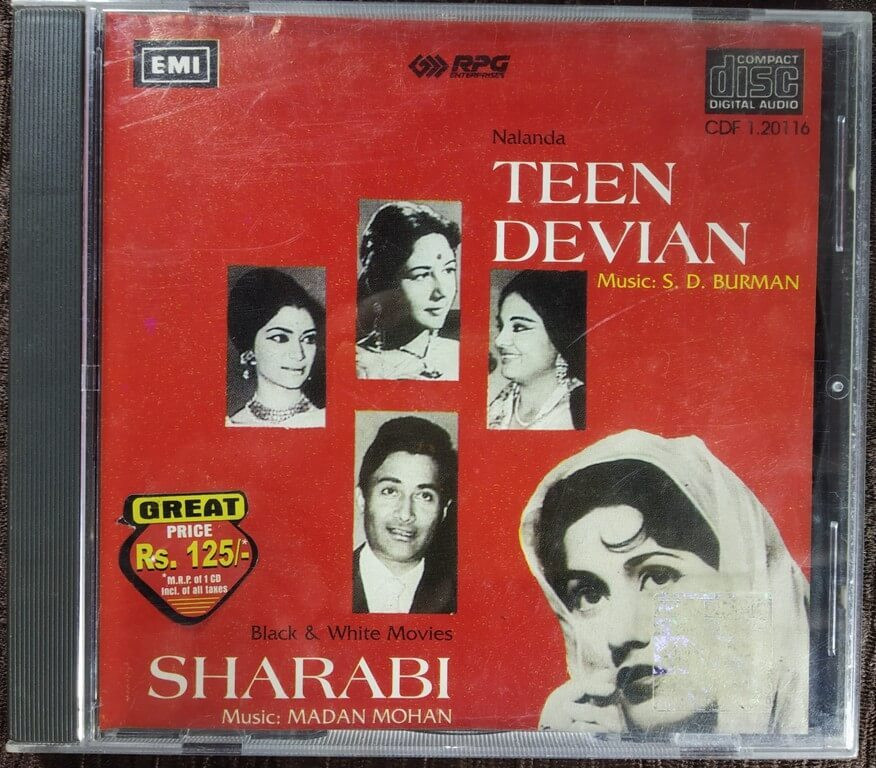 EMI
RPG
ENTERPRISES
COMPACT
disc
DIGITAL AUDIO
CDF 1.20116
Nalanda
TEEN
DEVIAN
Music: S. D. BURMAN
GREAT
PRICE
Rs. 125/-*
*M.R.P. of 1 CD
Incl. of all taxes
Black & White Movies
SHARABI
Music: MADAN MOHAN